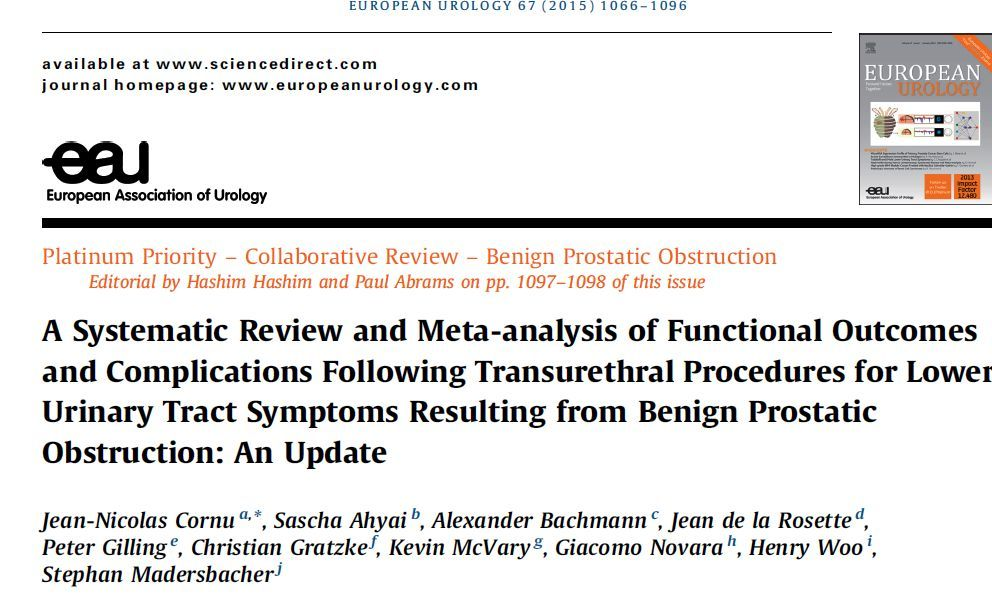 EUROPEAN UROLOGY 67 (2015) 1066–1096
available at www.sciencedirect.com
journal homepage: www.europeanurology.com
eau
European Association of Urology
EUROPEAN
UROLOGY
2013
Impact
Factor
12.480
eau
European Association of Urology
Platinum Priority – Collaborative Review – Benign Prostatic Obstruction
Editorial by Hashim Hashim and Paul Abrams on pp. 1097–1098 of this issue
A Systematic Review and Meta-analysis of Functional Outcomes
and Complications Following Transurethral Procedures for Lower
Urinary Tract Symptoms Resulting from Benign Prostatic
Obstruction: An Update
Jean-Nicolas Cornu a,*, Sascha Ahyai b, Alexander Bachmann c, Jean de la Rosette d,
Peter Gilling e, Christian Gratzke f, Kevin McVary g, Giacomo Novara h, Henry Woo i,
Stephan Madersbacher j